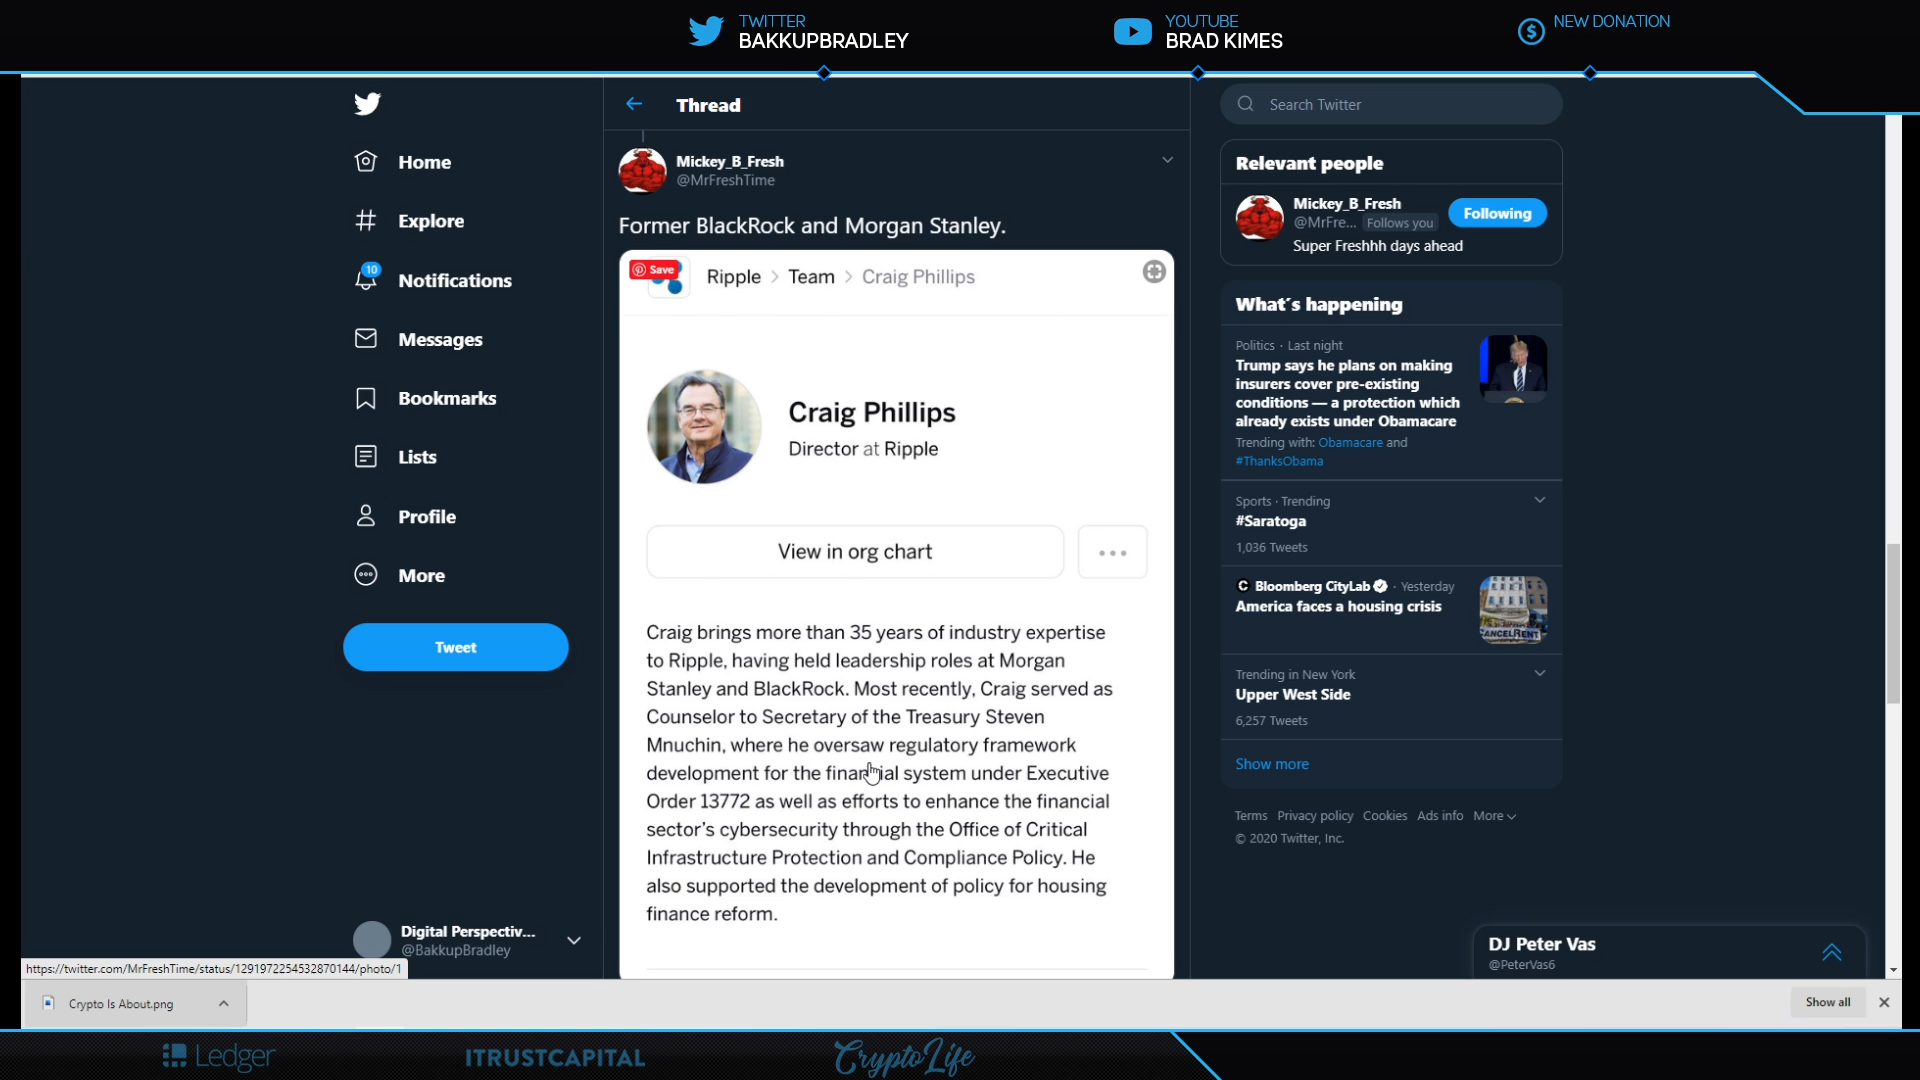 TWITTER
BAKKUPBRADLEY
YOUTUBE
BRAD KIMES
NEW DONATION
Home
Explore
10
Notifications
Messages
Bookmarks
Lists
Profile
More
Tweet
Digital Perspectiv...
@BakkupBradley
Thread
Mickey_B_Fresh
@MrFreshTime
Former BlackRock and Morgan Stanley.
Save
Ripple > Team > Craig Phillips
Craig Phillips
Director at Ripple
View in org chart
Craig brings more than 35 years of industry expertise
to Ripple, having held leadership roles at Morgan
Stanley and BlackRock. Most recently, Craig served as
Counselor to Secretary of the Treasury Steven
Mnuchin, where he oversaw regulatory framework
development for the financial system under Executive
Order 13772 as well as efforts to enhance the financial
sector's cybersecurity through the Office of Critical
Infrastructure Protection and Compliance Policy. He
also supported the development of policy for housing
finance reform.
Search Twitter
Relevant people
Mickey_B_Fresh
@MrFre... Follows you
Following
Super Freshhh days ahead
What's happening
Politics · Last night
Trump says he plans on making
insurers cover pre-existing
conditions — a protection which
already exists under Obamacare
Trending with: Obamacare and
#ThanksObama
Sports · Trending
#Saratoga
1,036 Tweets
Bloomberg CityLab · Yesterday
America faces a housing crisis
CANCELRENT
Trending in New York
Upper West Side
6,257 Tweets
Show more
Terms Privacy policy Cookies Ads info More
© 2020 Twitter, Inc.
DJ Peter Vas
@PeterVas6
https://twitter.com/MrFreshTime/status/1291972254532870144/photo/1
Crypto Is About.png
Show all
Ledger
ITRUSTCAPITAL
CryptoLife